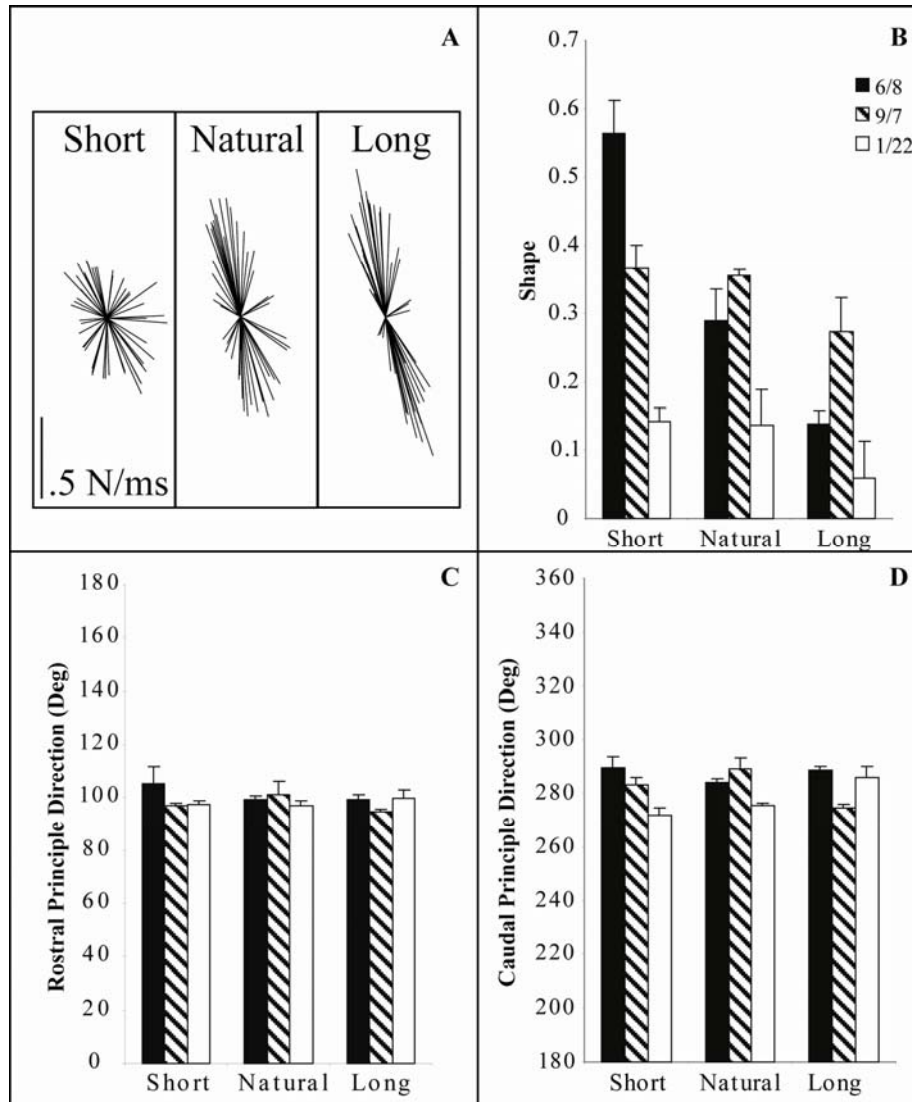 A
Short Natural Long
.5 N/ms
B
0.7
0.6
0.5
0.4
0.3
0.2
0.1
0
Shape
6/8
9/7
1/22
Short Natural Long
C
180
160
140
120
100
80
60
40
20
0
Rostral Principle Direction (Deg)
Short Natural Long
D
360
340
320
300
290
280
260
240
220
200
180
Caudal Principle Direction (Deg)
Short Natural Long